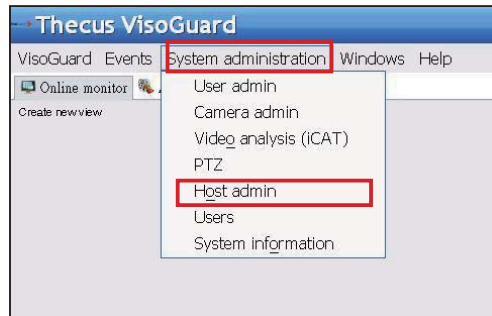 Thecus VisoGuard
VisoGuard Events System administration Windows Help
Online monitor
Create new view
User admin
Camera admin
Video analysis (iCAT)
PTZ
Host admin
Users
System information